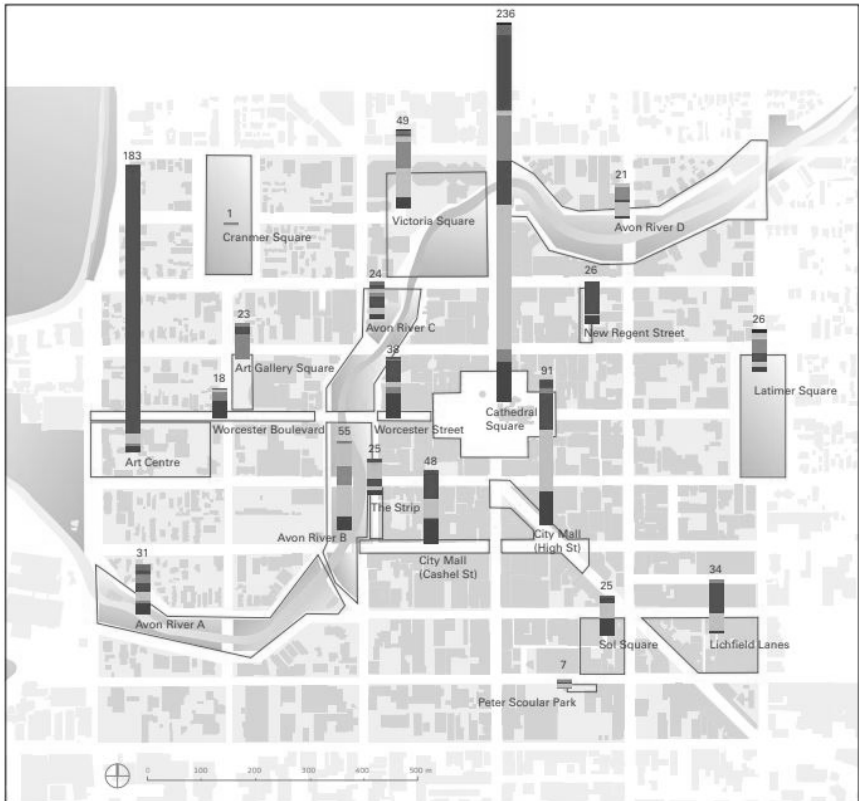 236
49
183
21
1
Victoria Square
Avon River D
Cranmer Square
24
26
23
Avon River C
New Regent Street
26
38
Art Gallery Square
91
18
Latimer Square
Worcester Boulevard
Worcester Street
Cathedral
Square
55
25
48
Art Centre
The Strip
Avon River B
City Mall
(High St)
City Mall
(Cashel St)
31
34
25
Avon River A
Sol Square
Lichfield Lanes
7
Peter Scoular Park
0 100 200 300 400 500 m